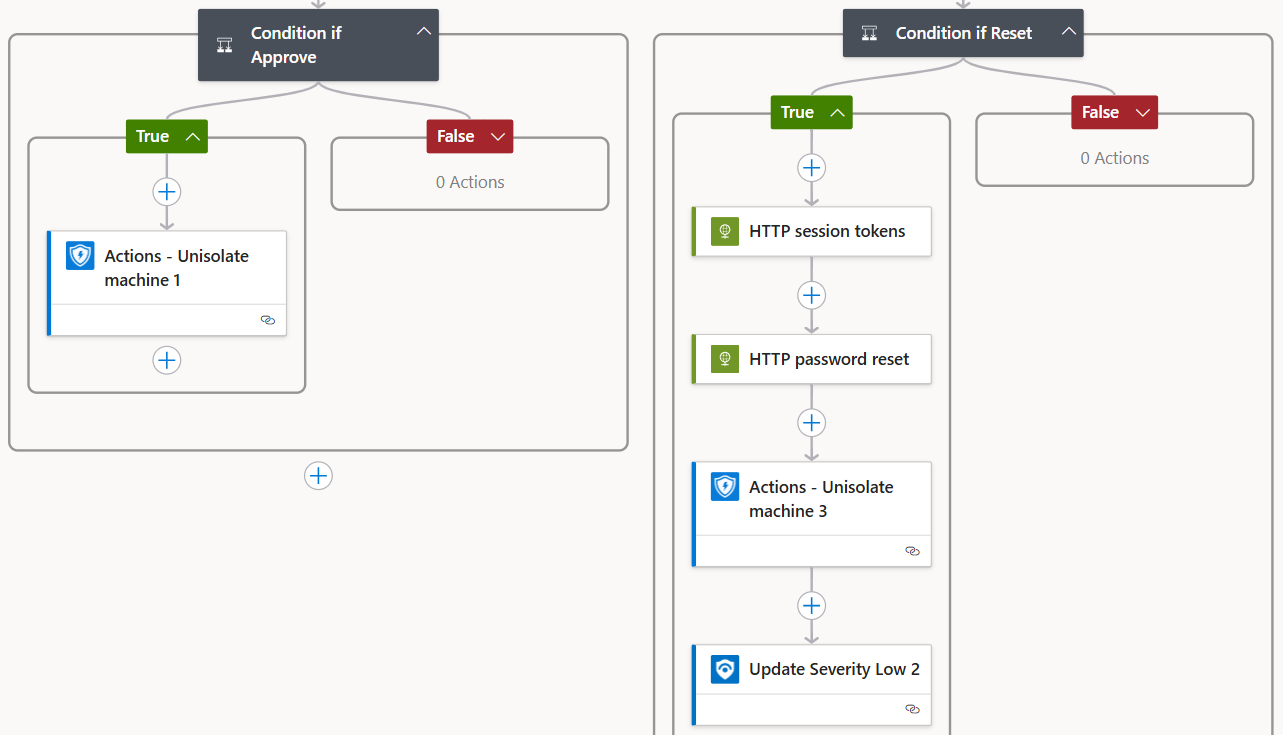 Condition if
Approve
True
False
0 Actions
Actions - Unisolate
machine 1
Condition if Reset
True
False
0 Actions
HTTP session tokens
HTTP password reset
Actions - Unisolate
machine 3
Update Severity Low 2